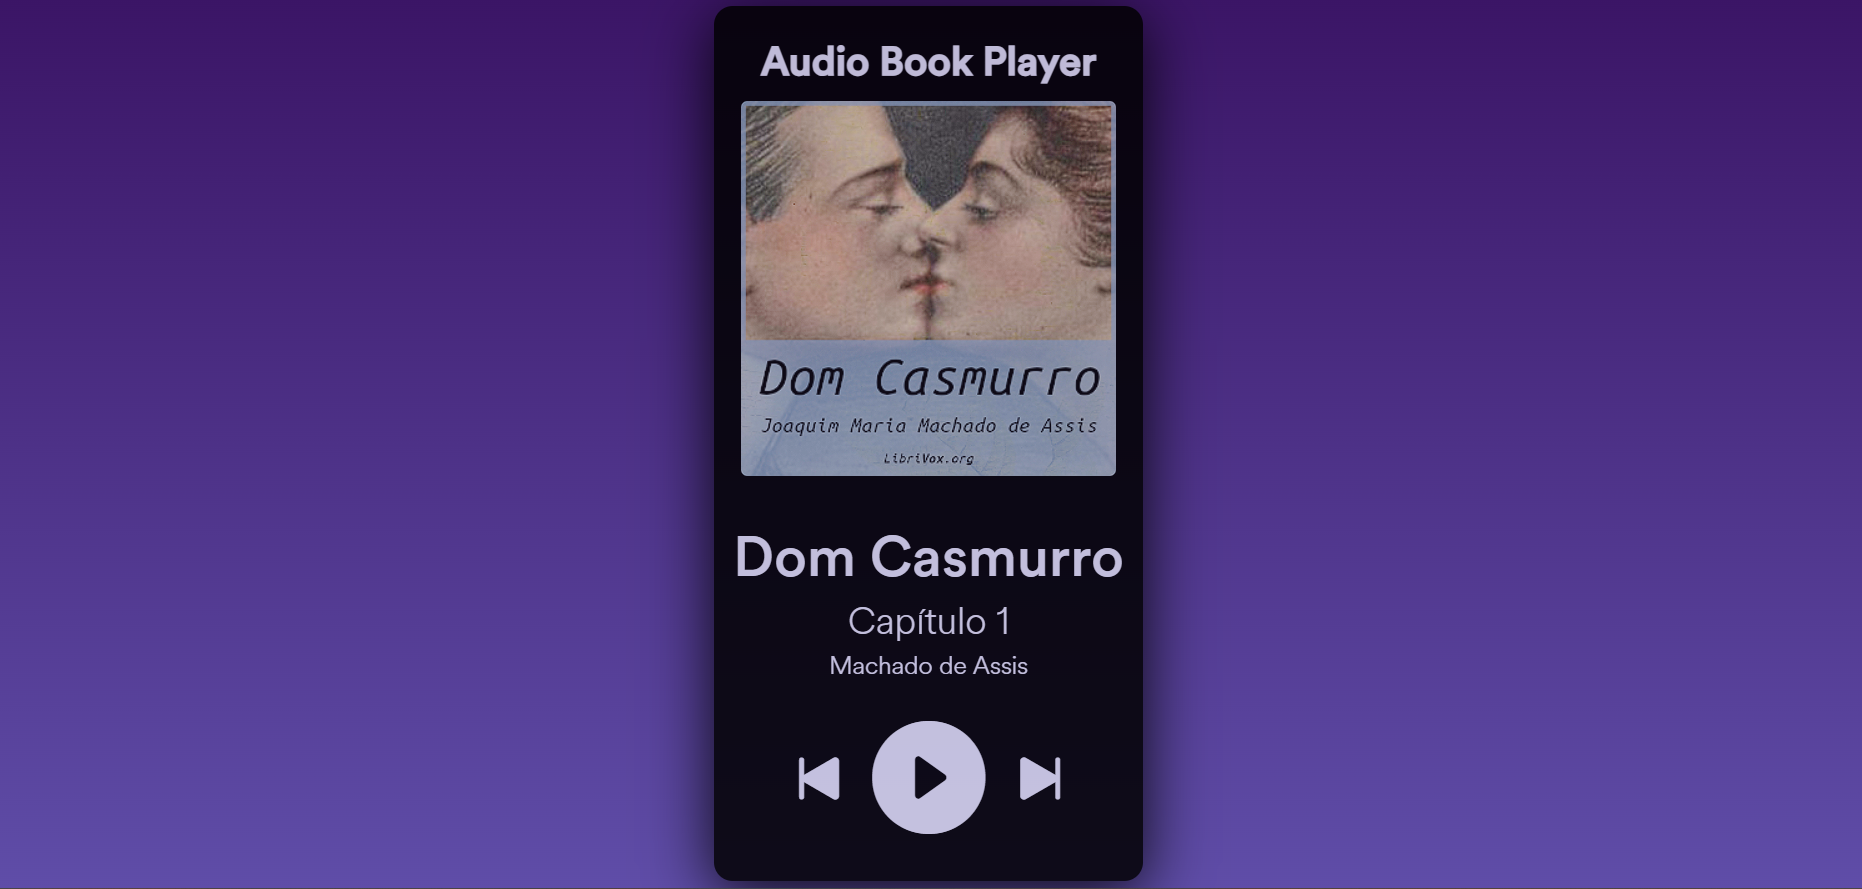 Audio Book Player
Dom Casmurro
Joaquim Maria Machado de Assis
LibriVox.org
Dom Casmurro
Capítulo 1
Machado de Assis